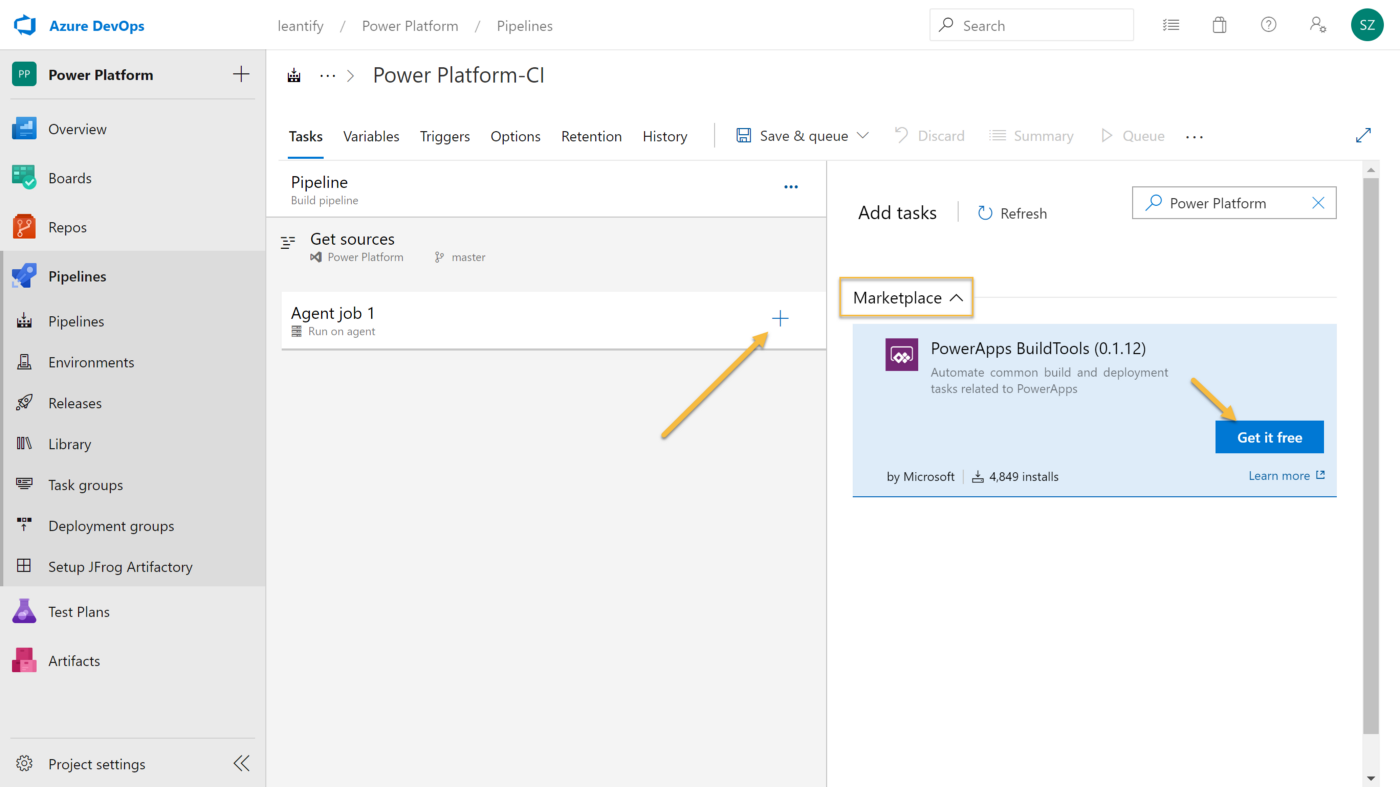 Azure DevOps
leantify / Power Platform / Pipelines
Search
SZ
PP Power Platform
Overview
Boards
Repos
Pipelines
Pipelines
Environments
Releases
Library
Task groups
Deployment groups
Setup JFrog Artifactory
Test Plans
Artifacts
Project settings
··· > Power Platform-CI
Tasks Variables Triggers Options Retention History
Save & queue Discard Summary Queue ···
Pipeline
Build pipeline
Get sources
Power Platform master
Agent job 1
Run on agent
Add tasks Refresh
Power Platform
Marketplace
PowerApps BuildTools (0.1.12)
Automate common build and deployment
tasks related to PowerApps
Get it free
by Microsoft 4,849 installs
Learn more